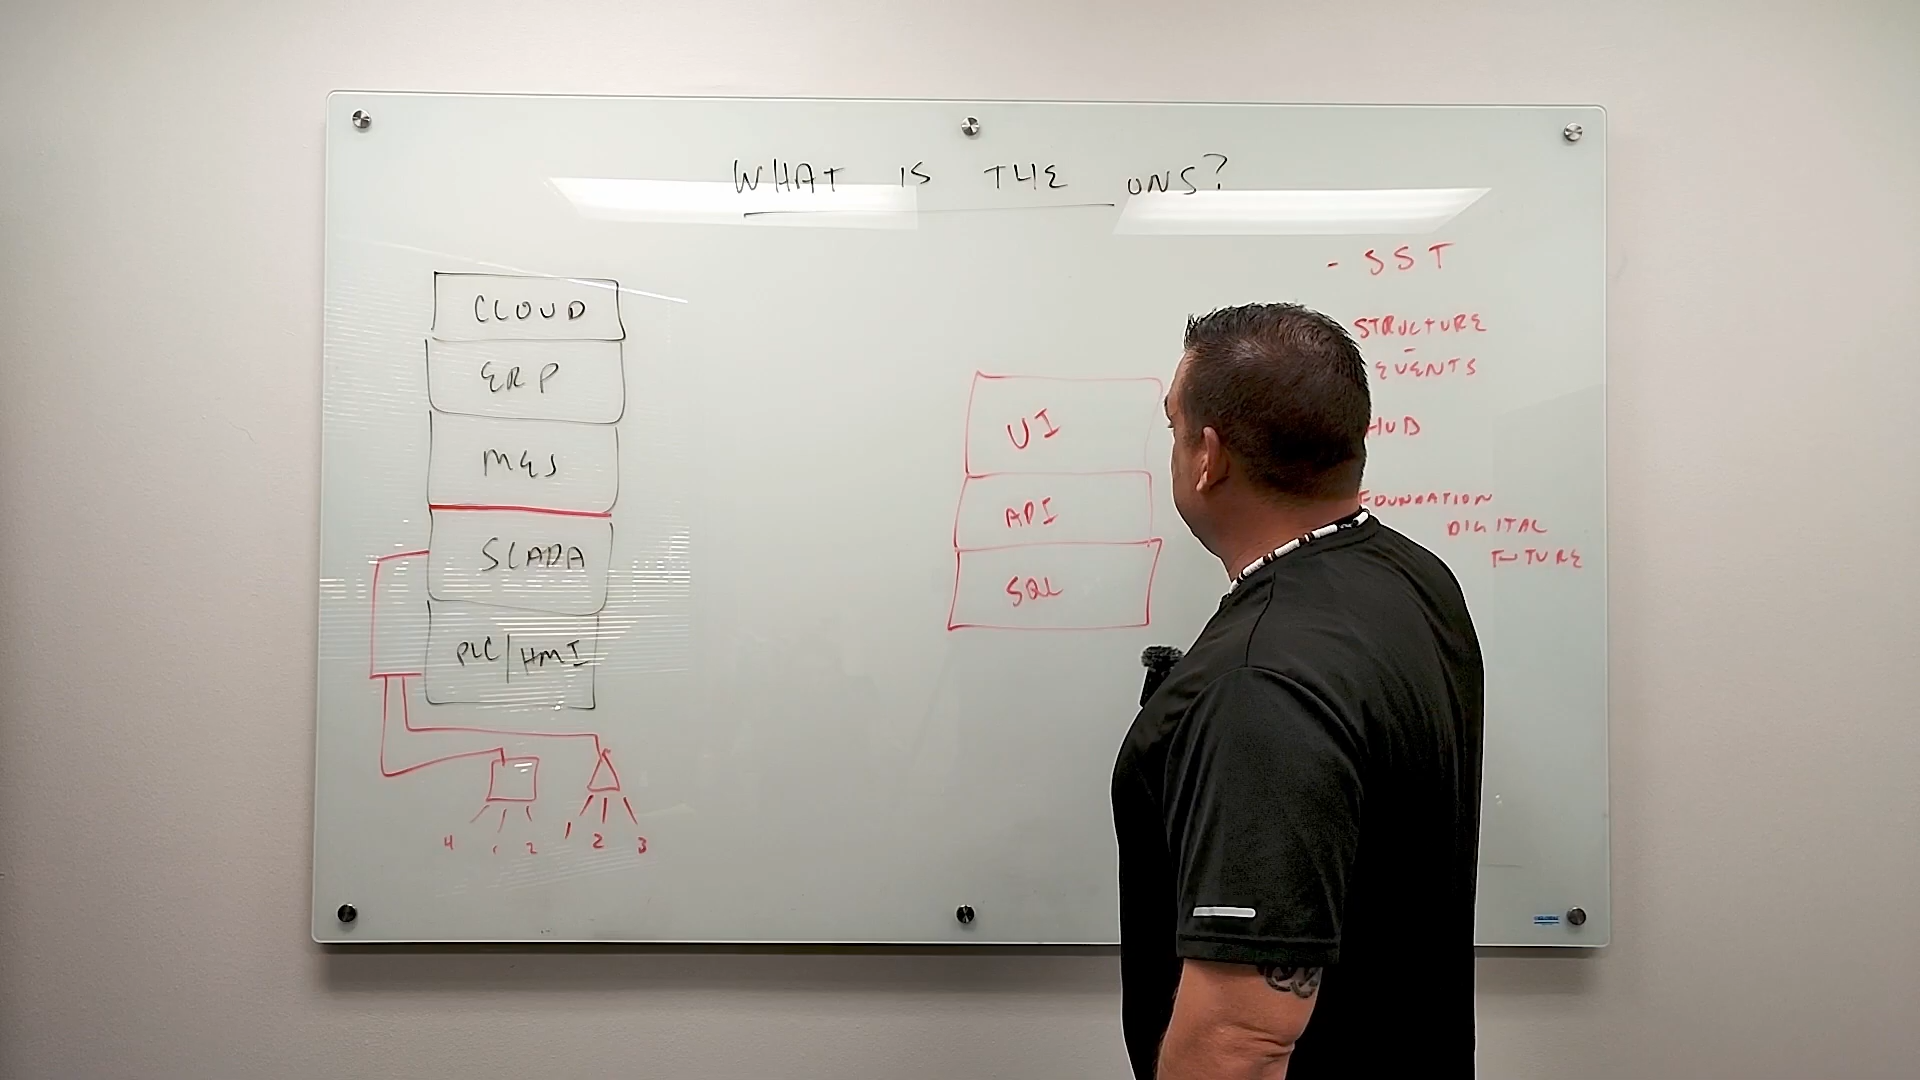 WHAT IS THE UNS?
CLOUD
ERP
MES
SCADA
PLC/HMI
4 1 2 1 2 3
UI
API
SQL
- SST
STRUCTURE
-
EVENTS
HUB
FOUNDATION
DIGITAL
FUTURE